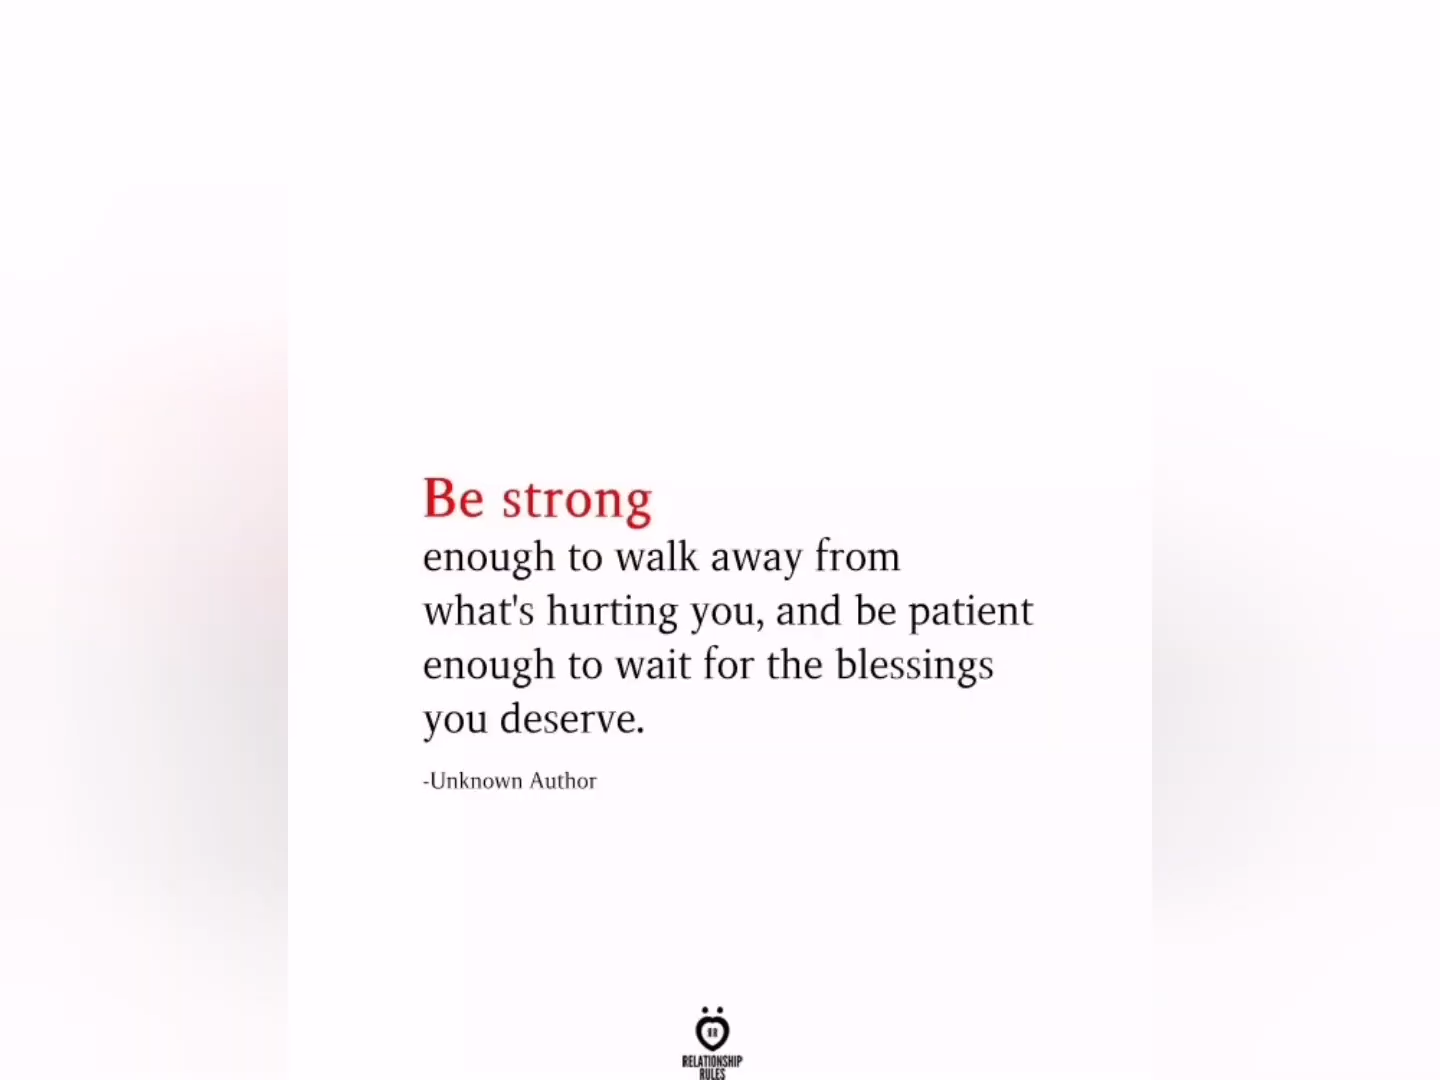 Be strong
enough to walk away from
what's hurting you, and be patient
enough to wait for the blessings
you deserve.
-Unknown Author
RR
RELATIONSHIP
RULES